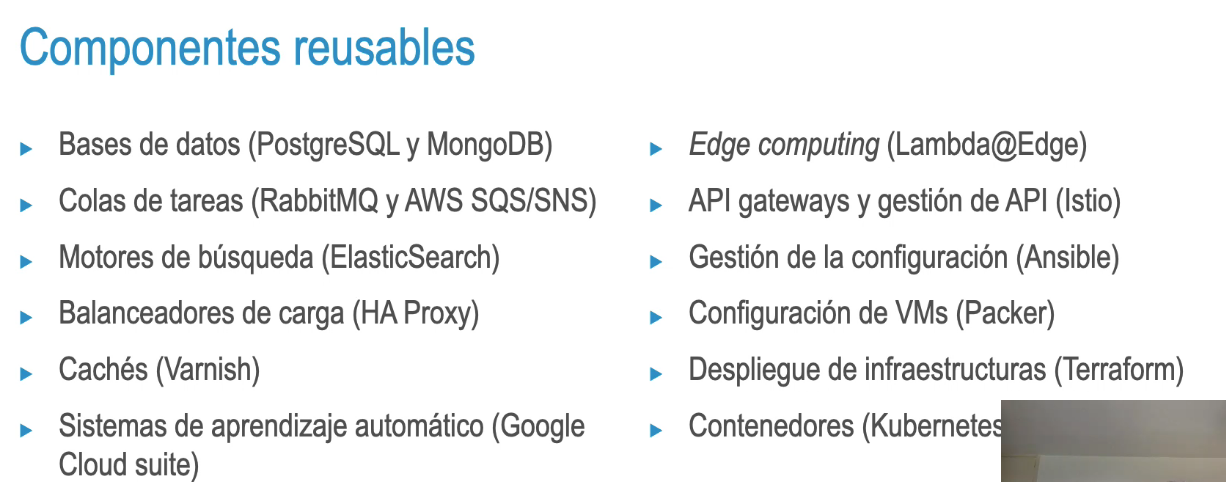 Componentes reusables
Bases de datos (PostgreSQL y MongoDB)
Colas de tareas (RabbitMQ y AWS SQS/SNS)
Motores de búsqueda (ElasticSearch)
Balanceadores de carga (HA Proxy)
Cachés (Varnish)
Sistemas de aprendizaje automático (Google
Cloud suite)
Edge computing (Lambda@Edge)
API gateways y gestión de API (Istio)
Gestión de la configuración (Ansible)
Configuración de VMs (Packer)
Despliegue de infraestructuras (Terraform)
Contenedores (Kubernetes